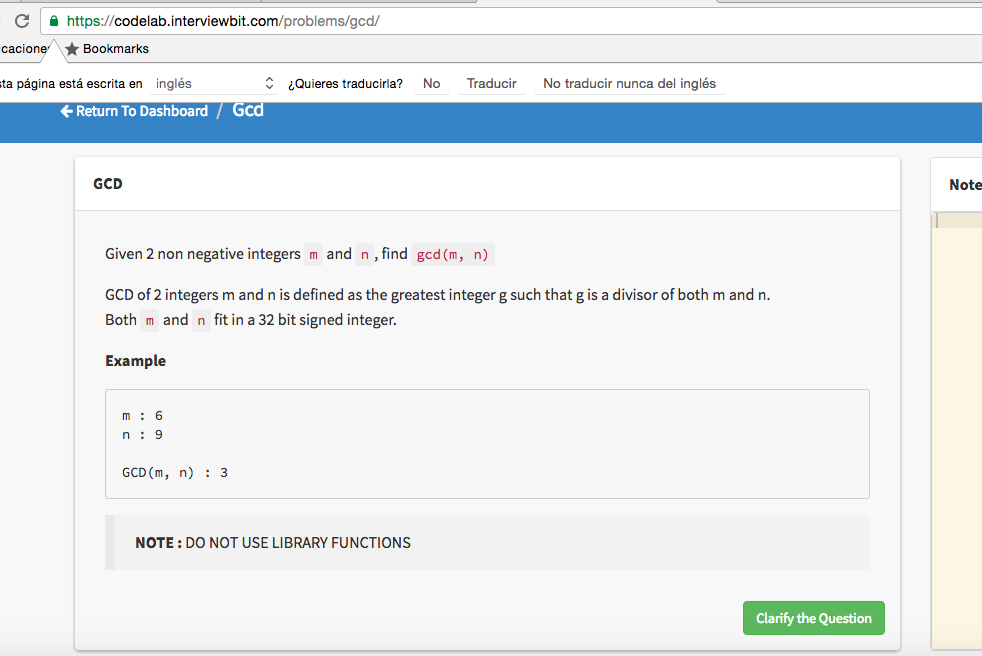 https://codelab.interviewbit.com/problems/gcd/
Bookmarks
página está escrita en inglés ¿Quieres traducirla? No Traducir No traducir nunca del inglés
Return To Dashboard / Gcd
GCD
Note
Given 2 non negative integers m and n , find gcd(m, n)
GCD of 2 integers m and n is defined as the greatest integer g such that g is a divisor of both m and n.
Both m and n fit in a 32 bit signed integer.
Example
m : 6
n : 9
GCD(m, n) : 3
NOTE : DO NOT USE LIBRARY FUNCTIONS
Clarify the Question